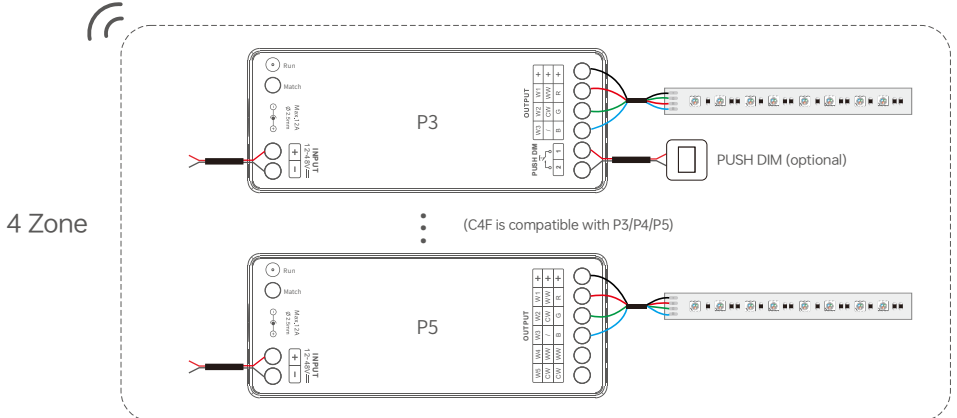 4 Zone
Run
Match
Max,12A
Ø 2.5mm
+
−
INPUT
12~48V
P3
OUTPUT
+ + +
W1 WW R
W2 CW G
W3 / B
PUSH DIM
1
2
PUSH DIM (optional)
(C4F is compatible with P3/P4/P5)
Run
Match
Max,12A
Ø 2.5mm
+
−
INPUT
12~48V
P5
OUTPUT
+ + +
W1 WW R
W2 CW G
W3 / B
W4 WW WW
W5 CW CW